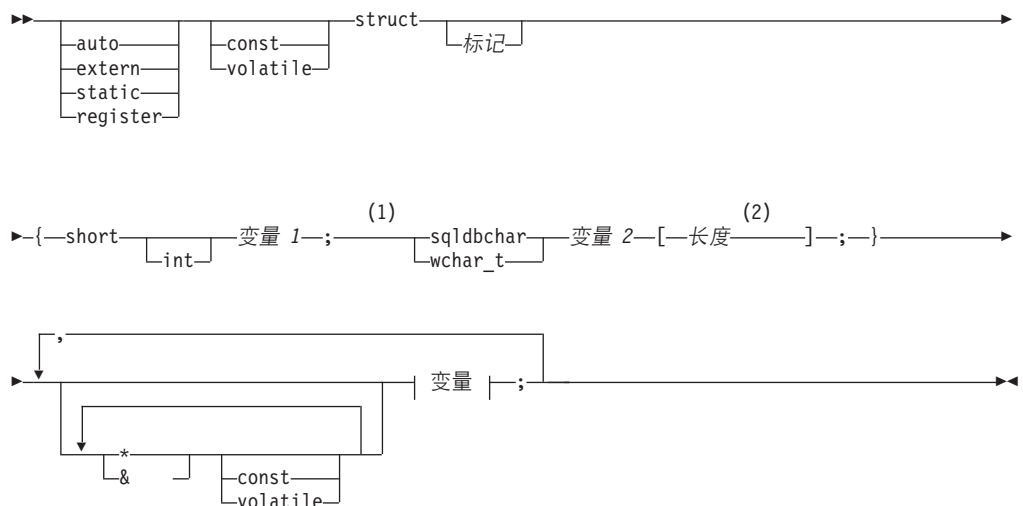 struct
auto const 标记
extern volatile
static
register
(1) (2)
{ short 变量 1 ; sqldbchar 变量 2 [ 长度 ] ; }
int wchar_t
,
变量 ;
*
& const
volatile